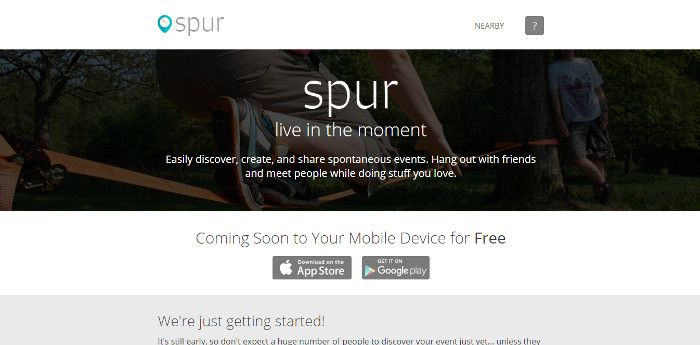 spur
NEARBY
?
spur
live in the moment
Easily discover, create, and share spontaneous events. Hang out with friends
and meet people while doing stuff you love.
Coming Soon to Your Mobile Device for Free
Download on the
App Store
GET IT ON
Google play
We're just getting started!
It's still early, so don't expect a huge number of people to discover your event just yet... unless they